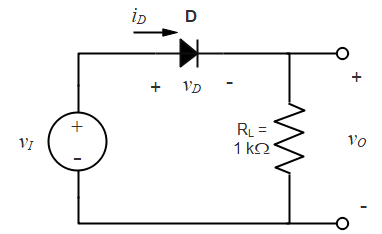 iD D
+ vD -
+
RL =
1 kΩ
+
-
vI
vO
-